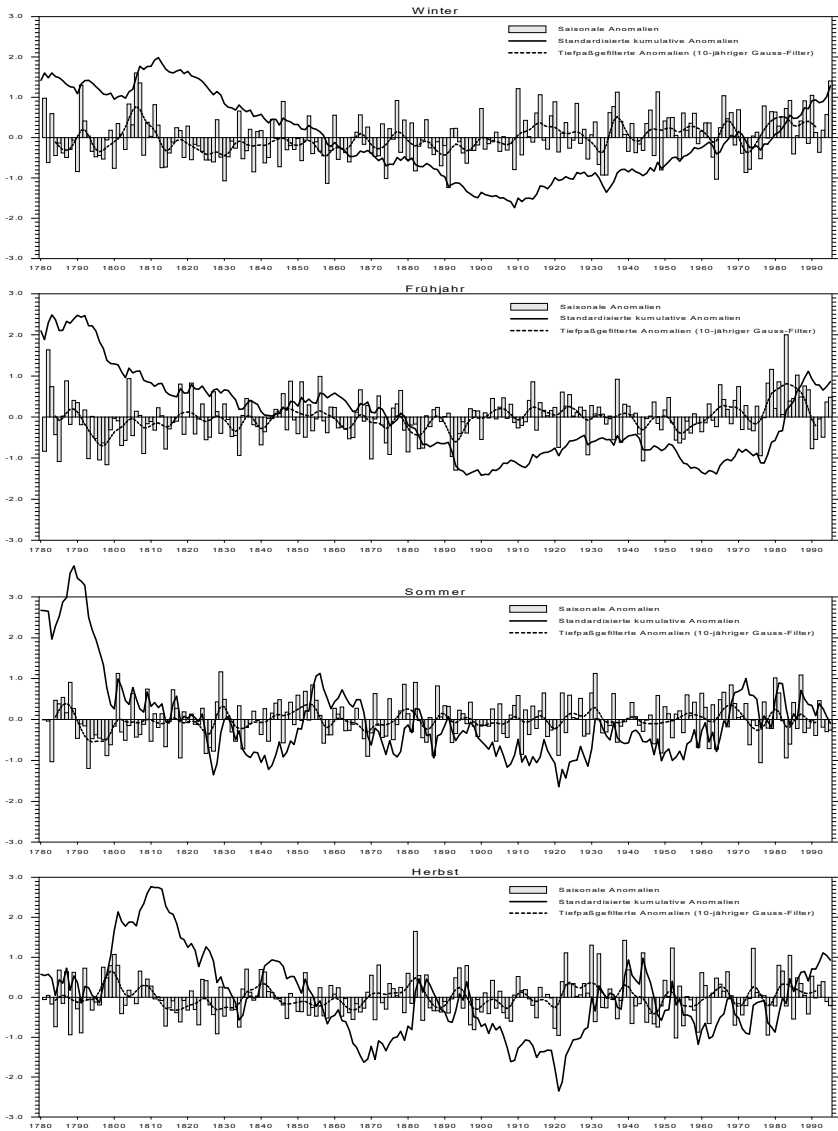 Winter
3.0
Saisonale Anomalien
Standardisierte kumulative Anomalien
Tiefpaßgefilterte Anomalien (10-jähriger Gauss-Filter)
2.0
1.0
0.0
-1.0
-2.0
-3.0
1780 1790 1800 1810 1820 1830 1840 1850 1860 1870 1880 1890 1900 1910 1920 1930 1940 1950 1960 1970 1980 1990
Frühjahr
3.0
Saisonale Anomalien
Standardisierte kumulative Anomalien
Tiefpaßgefilterte Anomalien (10-jähriger Gauss-Filter)
2.0
1.0
0.0
-1.0
-2.0
-3.0
1780 1790 1800 1810 1820 1830 1840 1850 1860 1870 1880 1890 1900 1910 1920 1930 1940 1950 1960 1970 1980 1990
Sommer
3.0
Saisonale Anomalien
Standardisierte kumulative Anomalien
Tiefpaßgefilterte Anomalien (10-jähriger Gauss-Filter)
2.0
1.0
0.0
-1.0
-2.0
-3.0
1780 1790 1800 1810 1820 1830 1840 1850 1860 1870 1880 1890 1900 1910 1920 1930 1940 1950 1960 1970 1980 1990
Herbst
3.0
Saisonale Anomalien
Standardisierte kumulative Anomalien
Tiefpaßgefilterte Anomalien (10-jähriger Gauss-Filter)
2.0
1.0
0.0
-1.0
-2.0
-3.0
1780 1790 1800 1810 1820 1830 1840 1850 1860 1870 1880 1890 1900 1910 1920 1930 1940 1950 1960 1970 1980 1990